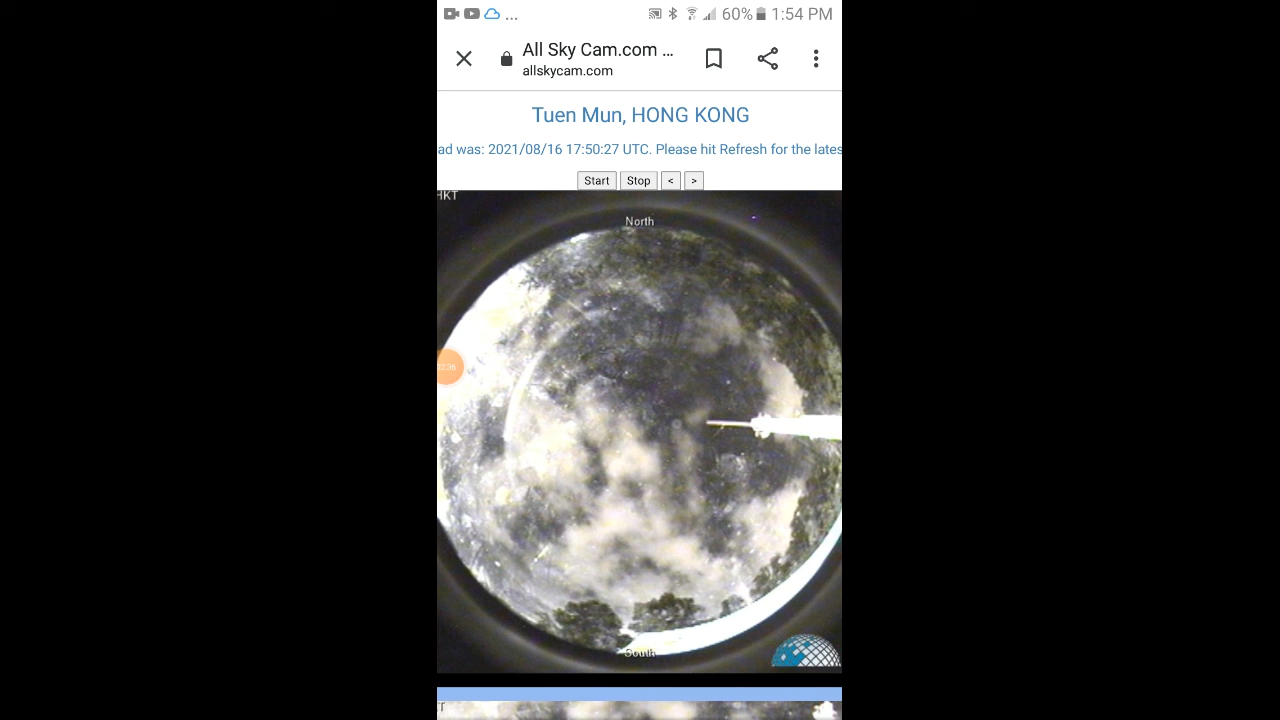 ... 60% 1:54 PM
All Sky Cam.com ...
allskycam.com
Tuen Mun, HONG KONG
ad was: 2021/08/16 17:50:27 UTC. Please hit Refresh for the lates
Start Stop < >
HKT
North
South